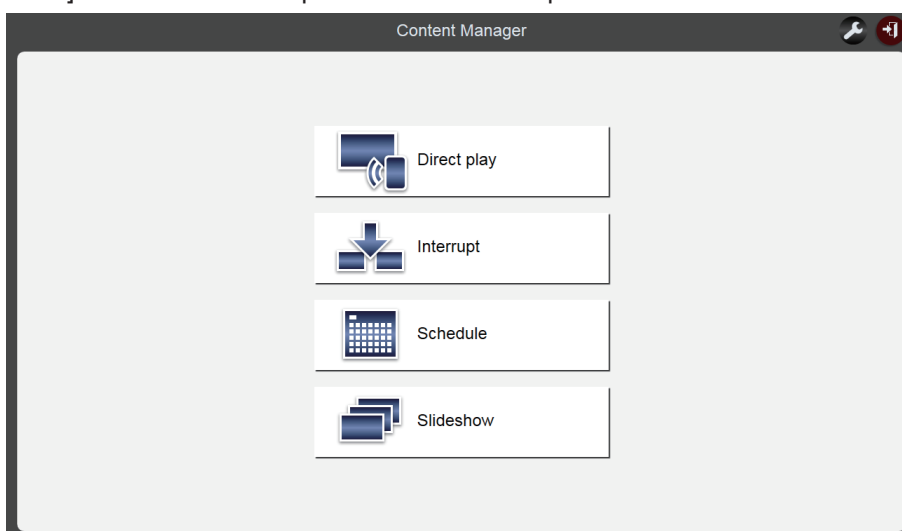 Content Manager
Direct play
Interrupt
Schedule
Slideshow